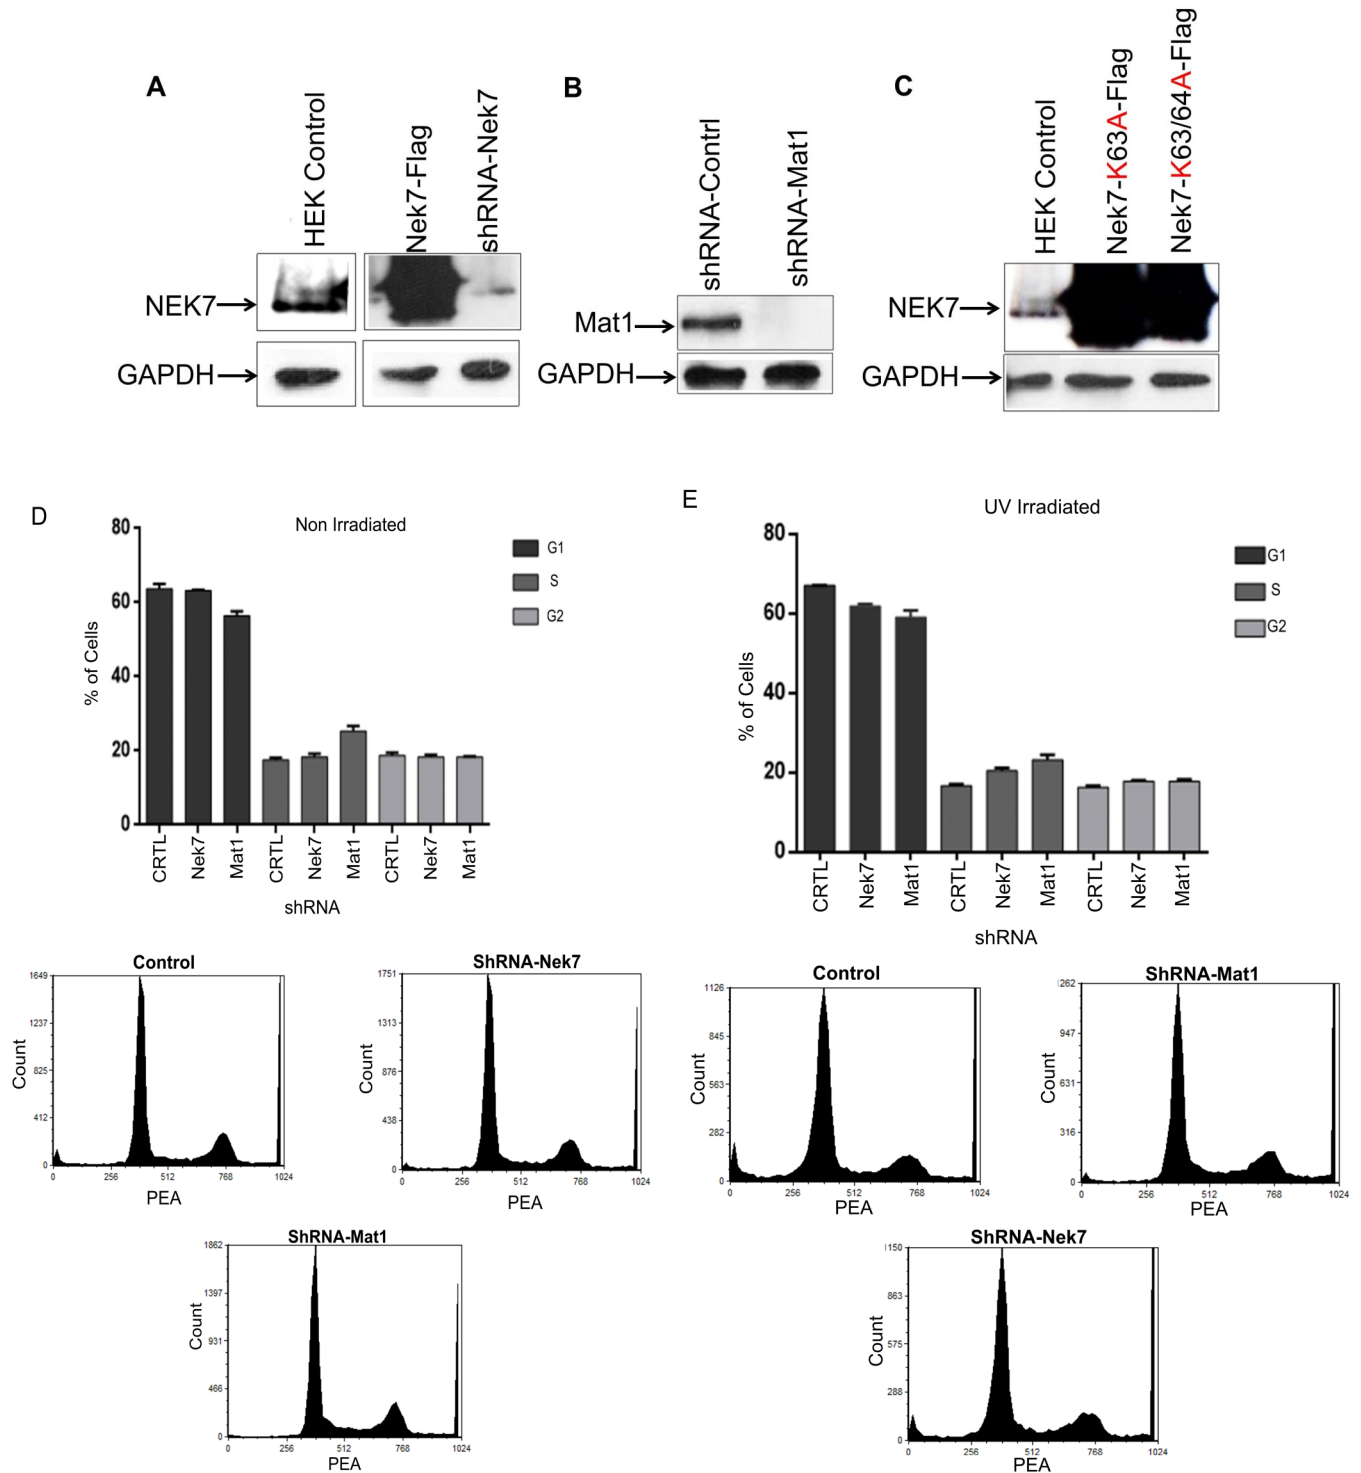 A
HEK Control
Nek7-Flag
shRNA-Nek7
NEK7
GAPDH
B
shRNA-Contrl
shRNA-Mat1
Mat1
GAPDH
C
HEK Control
Nek7-K63A-Flag
Nek7-K63/64A-Flag
NEK7
GAPDH
D
Non Irradiated
% of Cells
80
60
40
20
0
G1
S
G2
CRTL Nek7 Mat1 CRTL Nek7 Mat1 CRTL Nek7 Mat1
shRNA
E
UV Irradiated
% of Cells
80
60
40
20
0
G1
S
G2
CRTL Nek7 Mat1 CRTL Nek7 Mat1 CRTL Nek7 Mat1
shRNA
Control
Count
1649
1237
825
412
0
0 256 512 768 1024
PEA
ShRNA-Nek7
Count
1751
1313
876
438
0
0 256 512 768 1024
PEA
ShRNA-Mat1
Count
1862
1397
931
466
0
0 256 512 768 1024
PEA
Control
Count
1126
845
563
282
0
0 256 512 768 1024
PEA
ShRNA-Mat1
Count
1262
947
631
316
0
0 256 512 768 1024
PEA
ShRNA-Nek7
Count
1150
863
575
288
0
0 256 512 768 1024
PEA